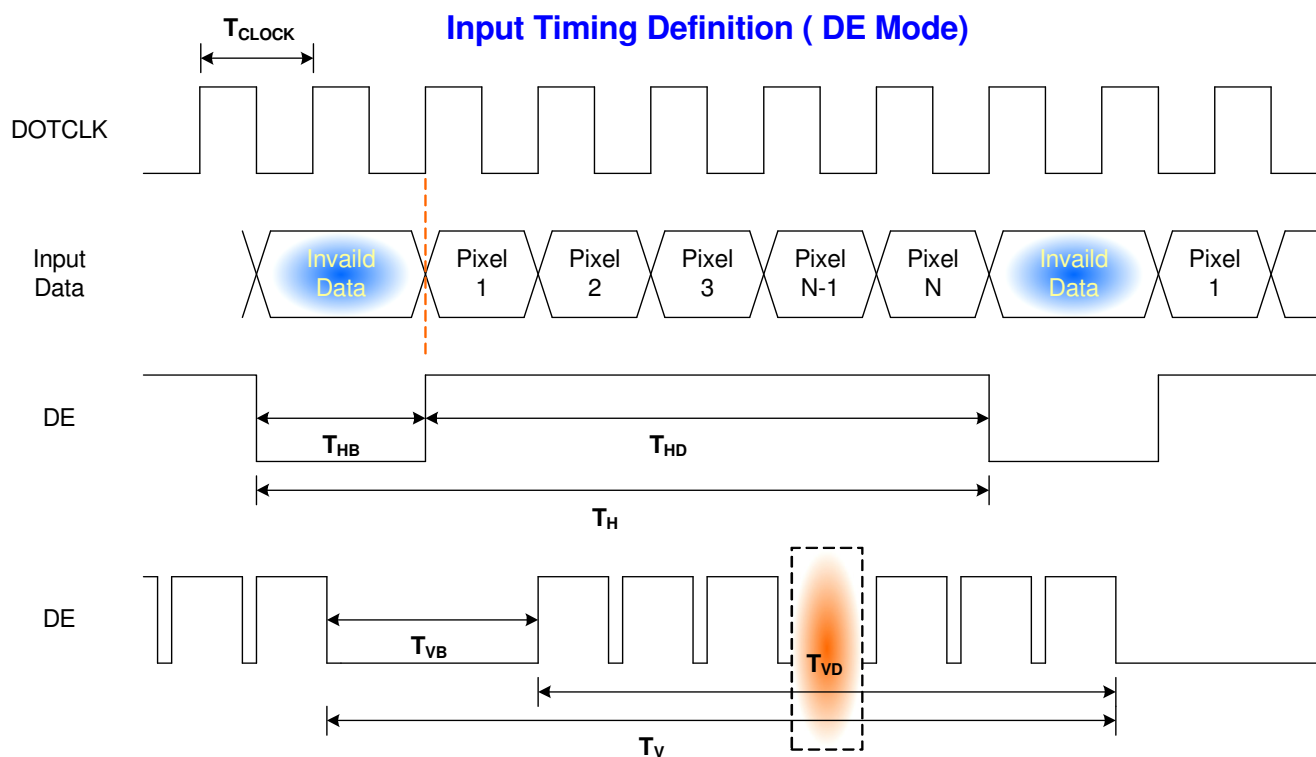 Input Timing Definition ( DE Mode)
TCLOCK
DOTCLK
Input
Data
Invaild
Data
Pixel
1
Pixel
2
Pixel
3
Pixel
N-1
Pixel
N
Invaild
Data
Pixel
1
DE
THB
THD
TH
DE
TVB
TVD
TV